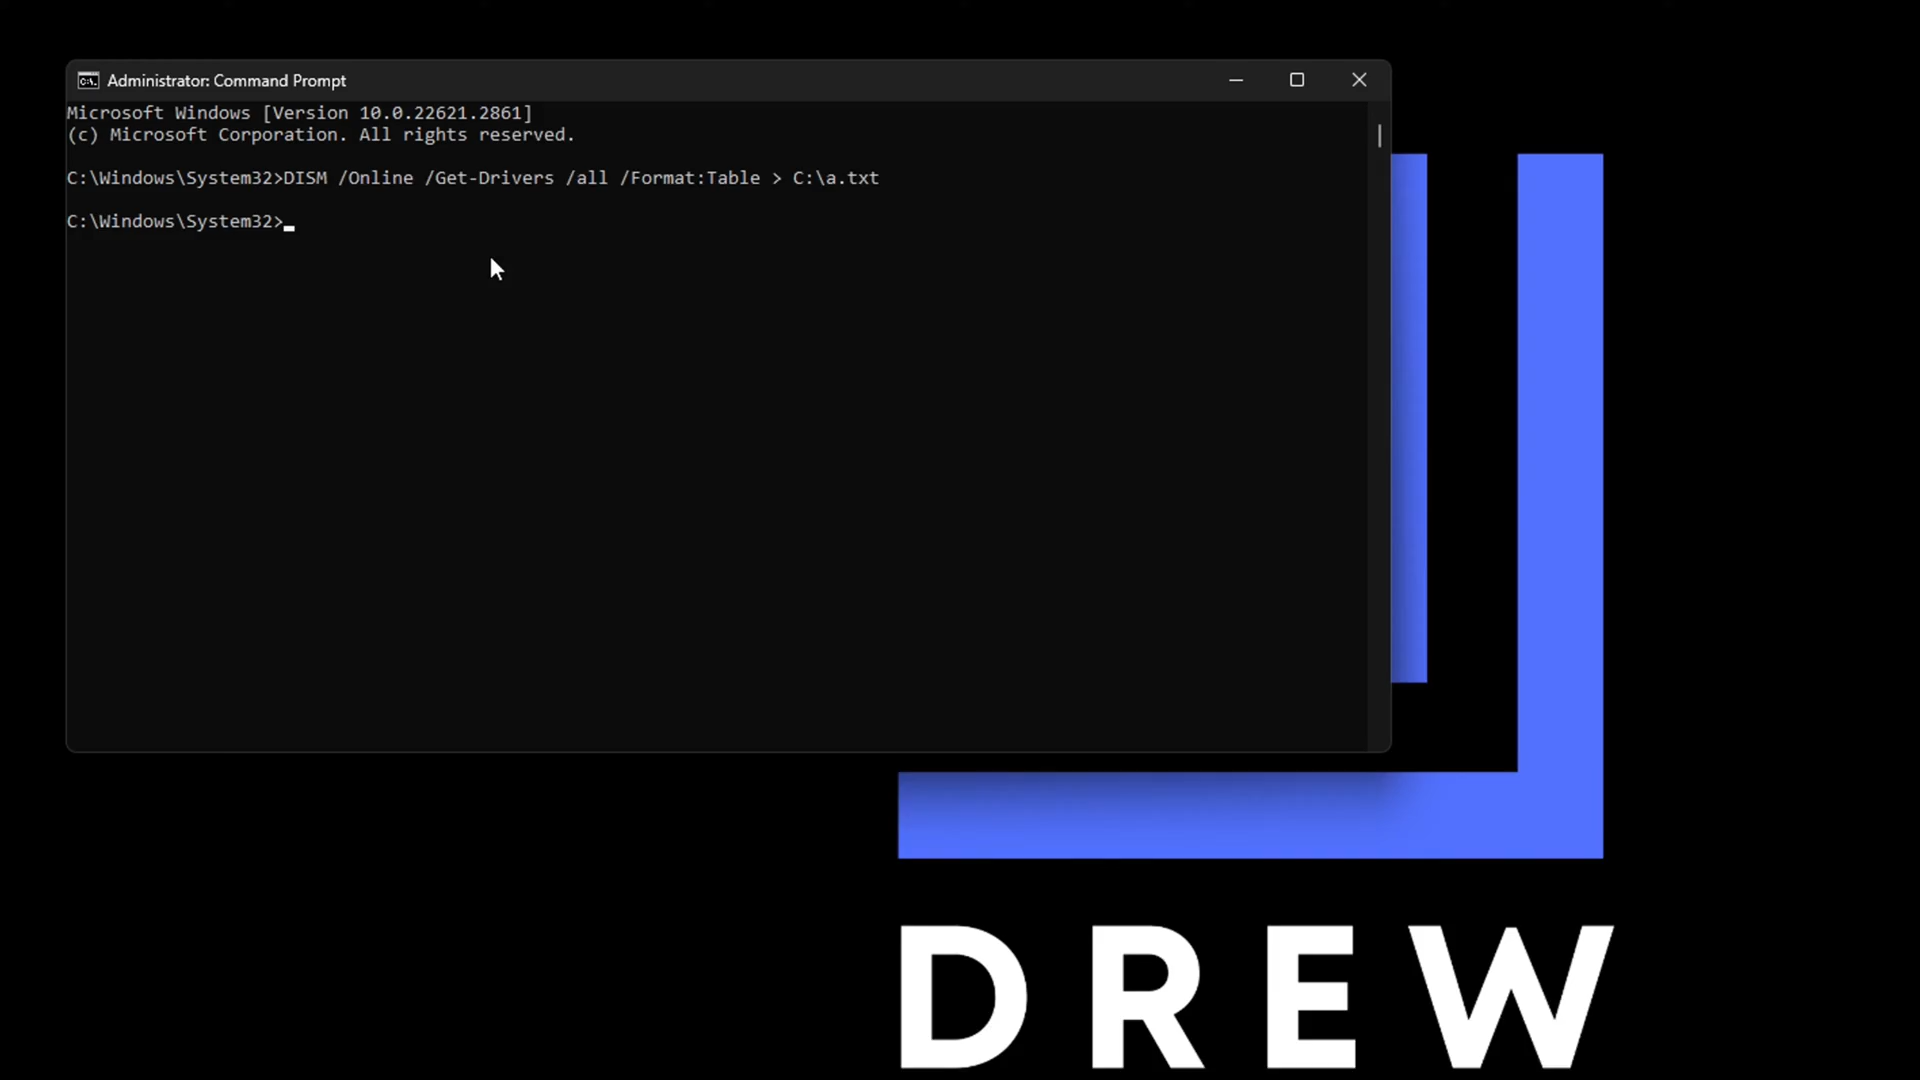 Administrator: Command Prompt
Microsoft Windows [Version 10.0.22621.2861]
(c) Microsoft Corporation. All rights reserved.
C:\Windows\System32>DISM /Online /Get-Drivers /all /Format:Table > C:\a.txt
C:\Windows\System32>
DREW